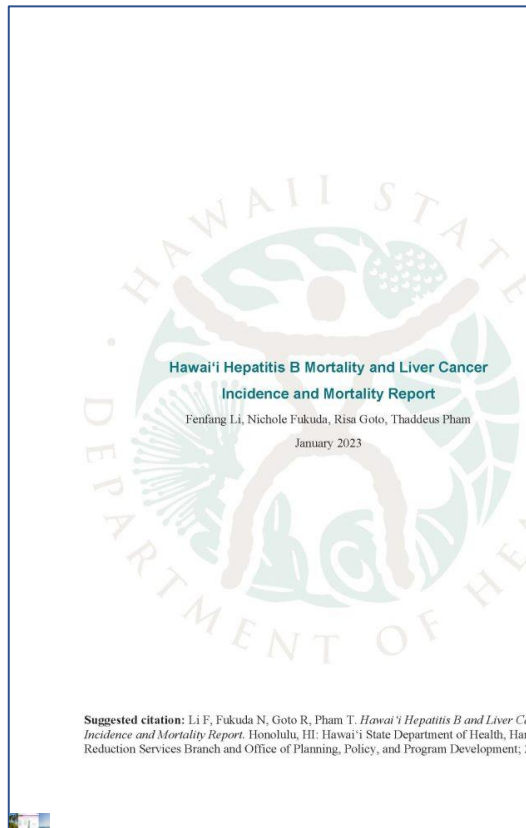 HAWAII STATE
DEPARTMENT OF HE
Hawai‘i Hepatitis B Mortality and Liver Cancer
Incidence and Mortality Report
Fenfang Li, Nichole Fukuda, Risa Goto, Thaddeus Pham
January 2023
Suggested citation: Li F, Fukuda N, Goto R, Pham T. Hawai‘i Hepatitis B and Liver Ca
Incidence and Mortality Report. Honolulu, HI: Hawai‘i State Department of Health, Har
Reduction Services Branch and Office of Planning, Policy, and Program Development; 2